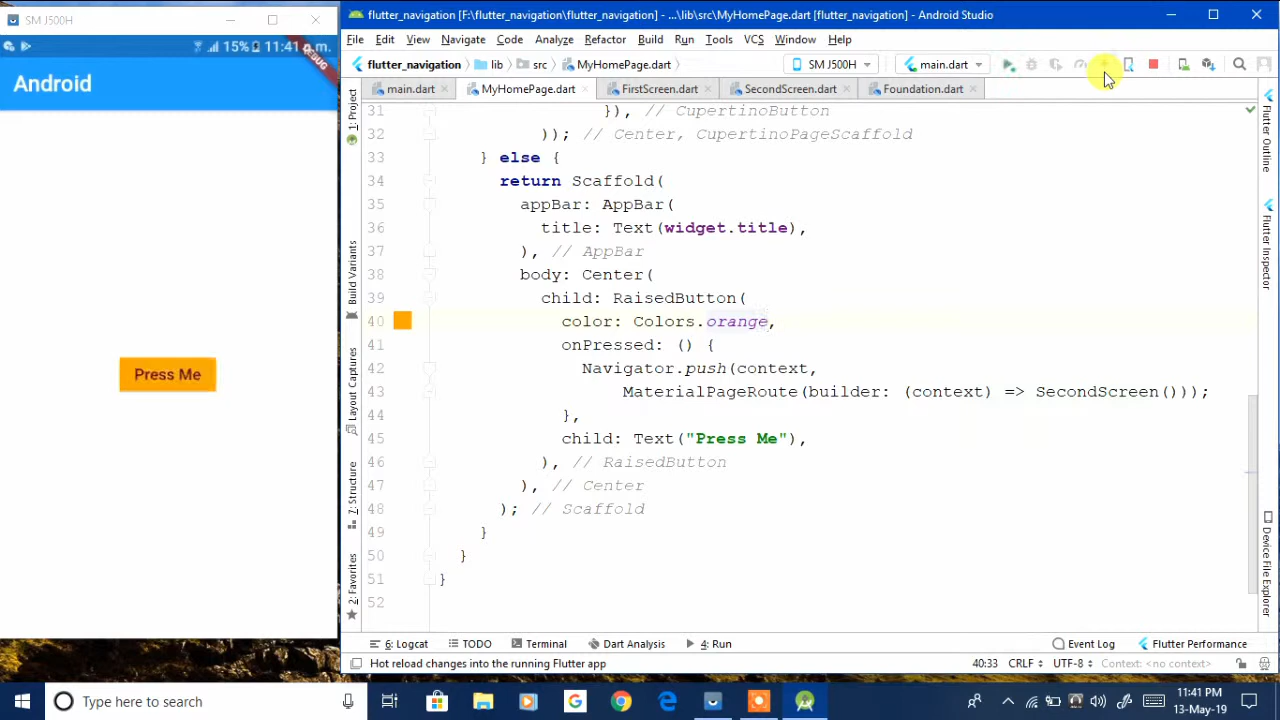 SM J500H
15% 11:41 p.m.
DEBUG
Android
Press Me
flutter_navigation [F:\flutter_navigation\flutter_navigation] - ...\lib\src\MyHomePage.dart [flutter_navigation] - Android Studio
File Edit View Navigate Code Analyze Refactor Build Run Tools VCS Window Help
flutter_navigation lib src MyHomePage.dart SM J500H main.dart
main.dart MyHomePage.dart FirstScreen.dart SecondScreen.dart Foundation.dart
31 }), // CupertinoButton
32 )); // Center, CupertinoPageScaffold
33 } else {
34 return Scaffold(
35 appBar: AppBar(
36 title: Text(widget.title),
37 ), // AppBar
38 body: Center(
39 child: RaisedButton(
40 color: Colors.orange,
41 onPressed: () {
42 Navigator.push(context,
43 MaterialPageRoute(builder: (context) => SecondScreen()));
44 },
45 child: Text("Press Me"),
46 ), // RaisedButton
47 ), // Center
48 ); // Scaffold
49 }
50 }
51 }
52
1: Project
Build Variants
Layout Captures
7: Structure
2: Favorites
Flutter Outline
Flutter Inspector
Device File Explorer
6: Logcat TODO Terminal Dart Analysis 4: Run Event Log Flutter Performance
Hot reload changes into the running Flutter app 40:33 CRLF UTF-8 Context: <no context>
Type here to search
11:41 PM
13-May-19